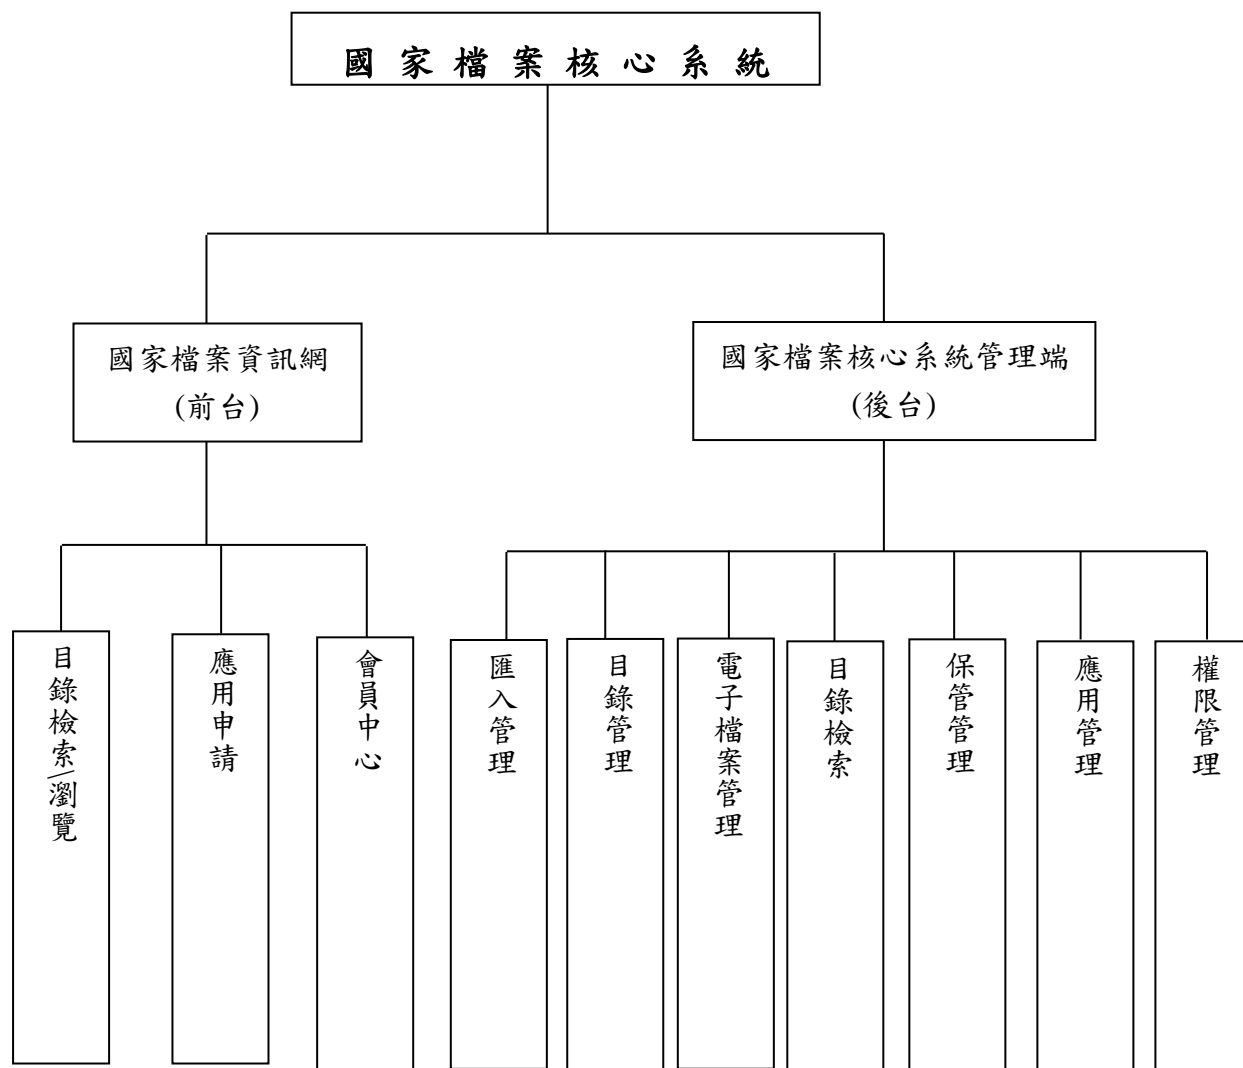 國家檔案核心系統
國家檔案資訊網
(前台)
國家檔案核心系統管理端
(後台)
目錄檢索/瀏覽
應用申請
會員中心
匯入管理
目錄管理
電子檔案管理
目錄檢索
保管管理
應用管理
權限管理